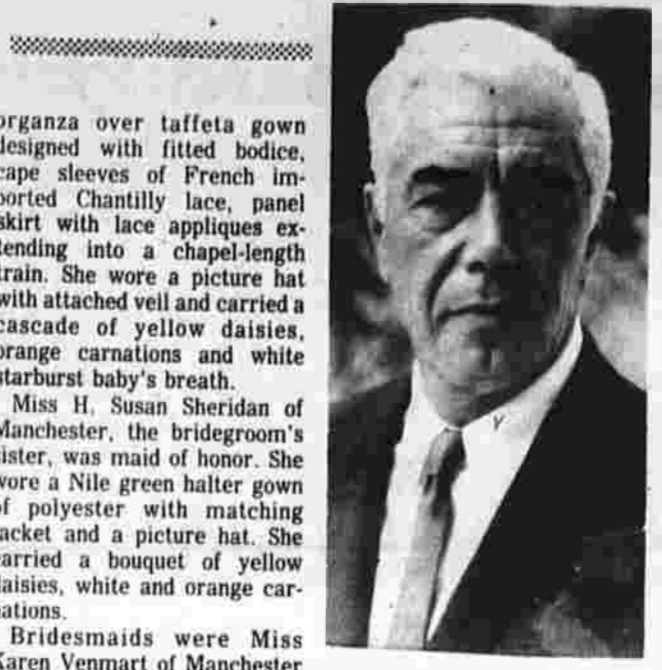 organza over taffeta gown
designed with fitted bodice,
cape sleeves of French im-
ported Chantilly lace, panel
skirt with lace appliques ex-
tending into a chapel-length
train. She wore a picture hat
with attached veil and carried a
cascade of yellow daisies,
orange carnations and white
starburst baby's breath.
Miss H. Susan Sheridan of
Manchester, the bridegroom's
sister, was maid of honor. She
wore a Nile green halter gown
of polyester with matching
jacket and a picture hat. She
carried a bouquet of yellow
daisies, white and orange car-
nations.
Bridesmaids were Miss
Karen Venmart of Manchester